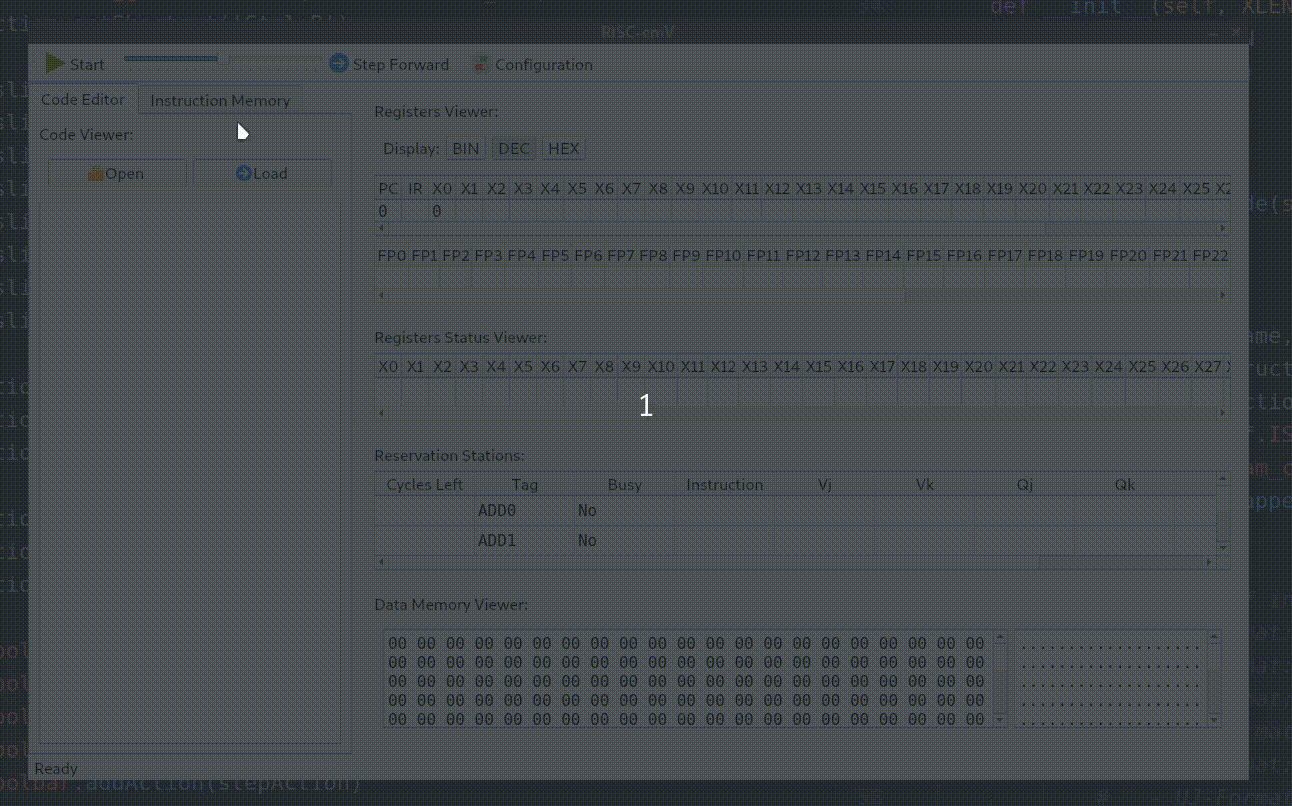 def __init__(self, XLEN
RISC-emV
Start Step Forward Configuration
Code Editor Instruction Memory
Code Viewer:
Open Load
Registers Viewer:
Display: BIN DEC HEX
PC IR X0 X1 X2 X3 X4 X5 X6 X7 X8 X9 X10 X11 X12 X13 X14 X15 X16 X17 X18 X19 X20 X21 X22 X23 X24 X25 X2
0 0
FP0 FP1 FP2 FP3 FP4 FP5 FP6 FP7 FP8 FP9 FP10 FP11 FP12 FP13 FP14 FP15 FP16 FP17 FP18 FP19 FP20 FP21 FP22
Registers Status Viewer:
X0 X1 X2 X3 X4 X5 X6 X7 X8 X9 X10 X11 X12 X13 X14 X15 X16 X17 X18 X19 X20 X21 X22 X23 X24 X25 X26 X27
1
Reservation Stations:
Cycles Left Tag Busy Instruction Vj Vk Qj Qk
ADD0 No
ADD1 No
Data Memory Viewer:
00 00 00 00 00 00 00 00 00 00 00 00 00 00 00 00 00 00 00 00 00 ...................
00 00 00 00 00 00 00 00 00 00 00 00 00 00 00 00 00 00 00 00 00 ...................
00 00 00 00 00 00 00 00 00 00 00 00 00 00 00 00 00 00 00 00 00 ...................
00 00 00 00 00 00 00 00 00 00 00 00 00 00 00 00 00 00 00 00 00 ...................
00 00 00 00 00 00 00 00 00 00 00 00 00 00 00 00 00 00 00 00 00 ...................
Ready
addAction(stepAction)